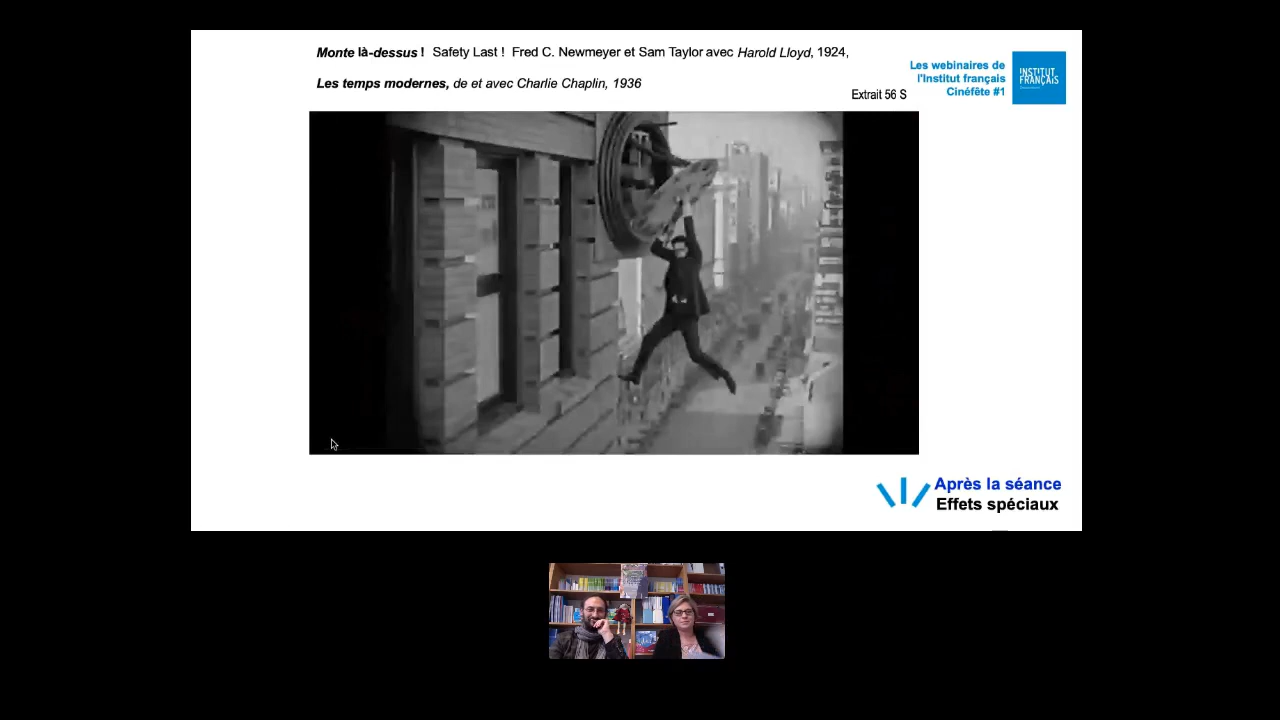 Monte là-dessus ! Safety Last ! Fred C. Newmeyer et Sam Taylor avec Harold Lloyd, 1924,
Les temps modernes, de et avec Charlie Chaplin, 1936
Extrait 56 S
Les webinaires de
l'Institut français
Cinéfête #1
INSTITUT
FRANÇAIS
Après la séance
Effets spéciaux